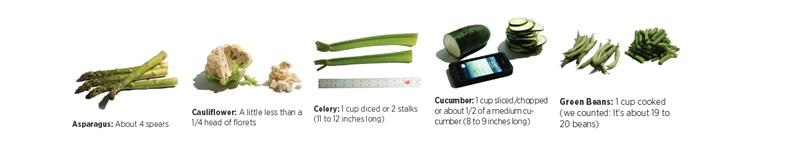 Asparagus: About 4 spears
Cauliflower: A little less than a
1/4 head of florets
Celery: 1 cup diced or 2 stalks
(11 to 12 inches long)
Cucumber: 1 cup sliced/chopped
or about 1/2 of a medium cu-
cumber (8 to 9 inches long)
Green Beans: 1 cup cooked
(we counted: It's about 19 to
20 beans)